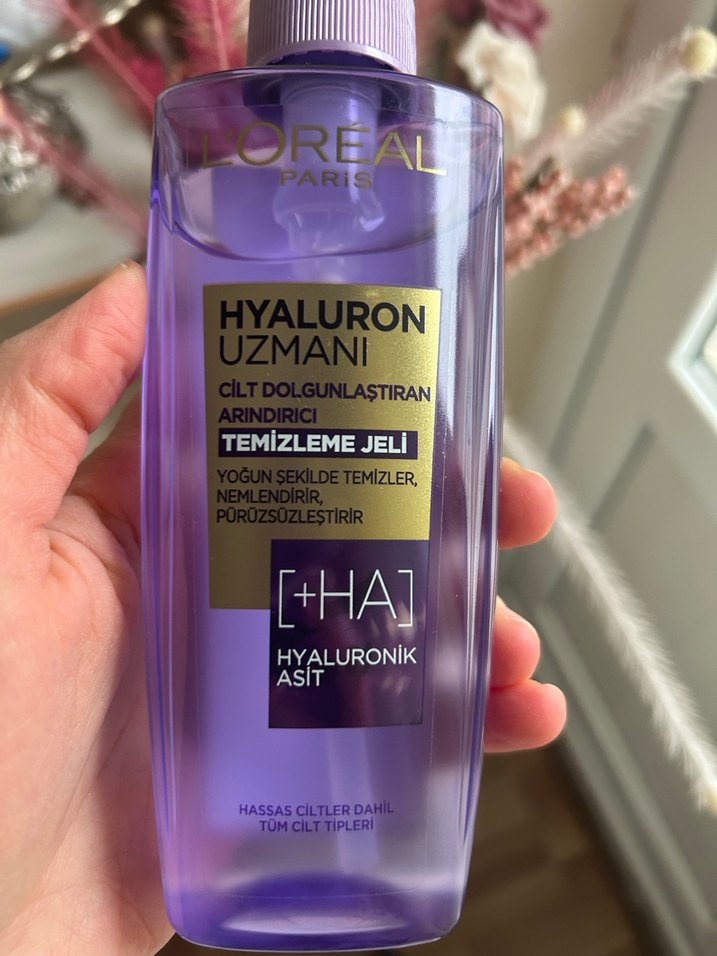 L'ORÉAL
PARiS
HYALURON
UZMANI
CİLT DOLGUNLAŞTIRAN
ARINDIRICI
TEMİZLEME JELİ
YOĞUN ŞEKİLDE TEMİZLER,
NEMLENDİRİR,
PÜRÜZSÜZLEŞTİRİR
[+HA]
HYALURONİK
ASİT
HASSAS CİLTLER DAHİL
TÜM CİLT TİPLERİ